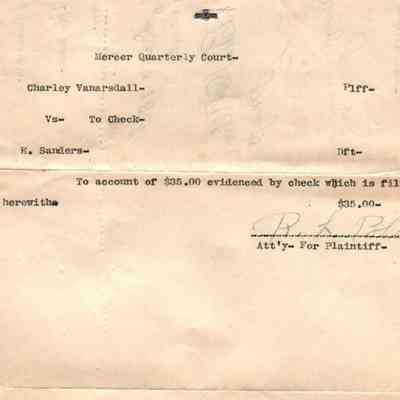 Mercer Quarterly Court-
Charley Vanarsdall- Plff-
Vs- To Check-
E. Sanders- Dft-
To account of $35.00 evidenced by check which is fil
herewith. $35.00-
R. L.
Att'y- For Plaintiff-